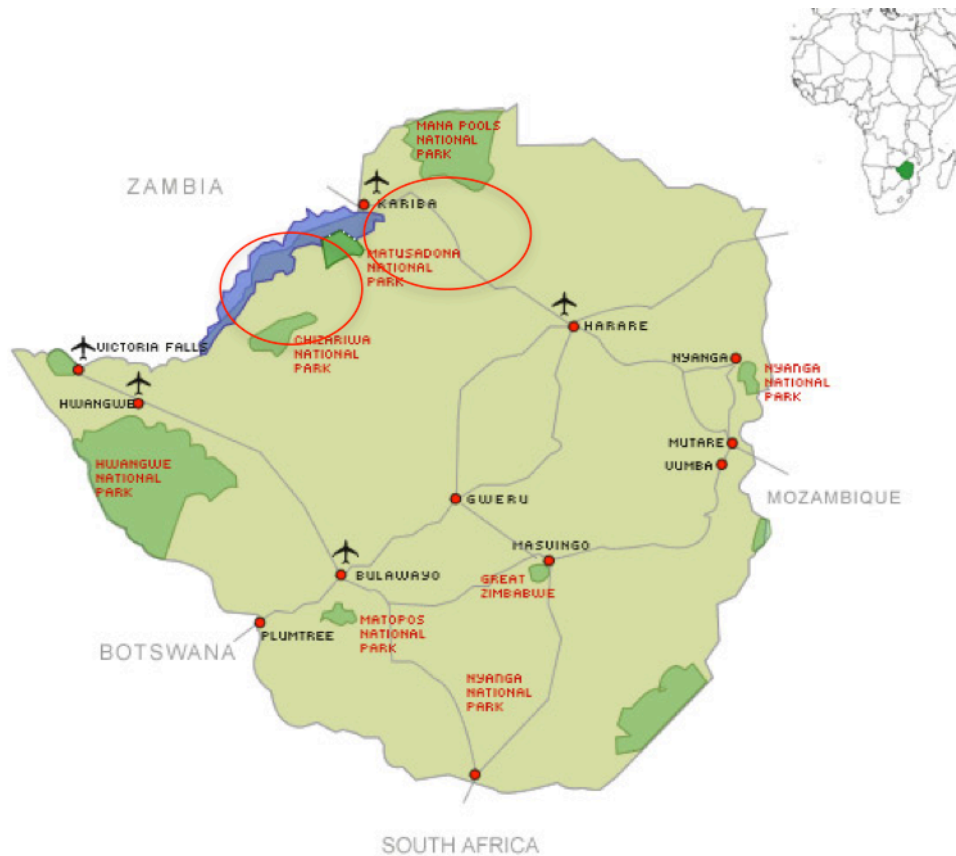 MANA POOLS
NATIONAL
PARK
ZAMBIA
KARIBA
MATUSADONA
NATIONAL
PARK
HARARE
VICTORIA FALLS
CHIZARIWA
NATIONAL
PARK
NYANGA
NYANGA
NATIONAL
PARK
HWANGWE
MUTARE
VUMBA
HWANGWE
NATIONAL
PARK
MOZAMBIQUE
GWERU
MASVINGO
BULAWAYO
GREAT
ZIMBABWE
PLUMTREE
MATOPOS
NATIONAL
PARK
BOTSWANA
NYANGA
NATIONAL
PARK
SOUTH AFRICA